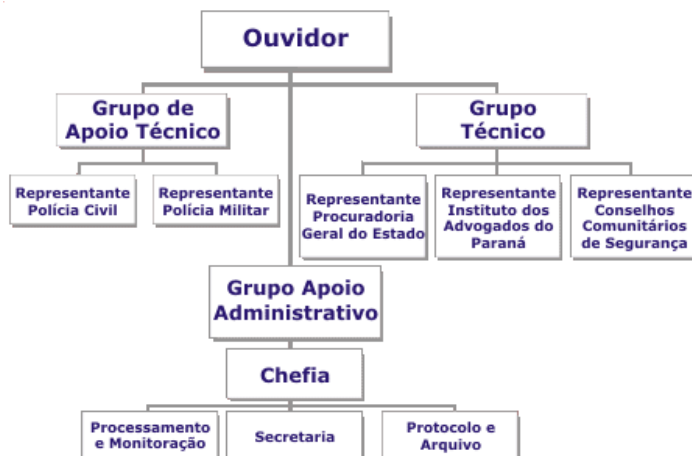 Ouvidor
Grupo de
Apoio Técnico
Grupo
Técnico
Representante
Polícia Civil
Representante
Polícia Militar
Representante
Procuradoria
Geral do Estado
Representante
Instituto dos
Advogados do
Paraná
Representante
Conselhos
Comunitários
de Segurança
Grupo Apoio
Administrativo
Chefia
Processamento
e Monitoração
Secretaria
Protocolo e
Arquivo